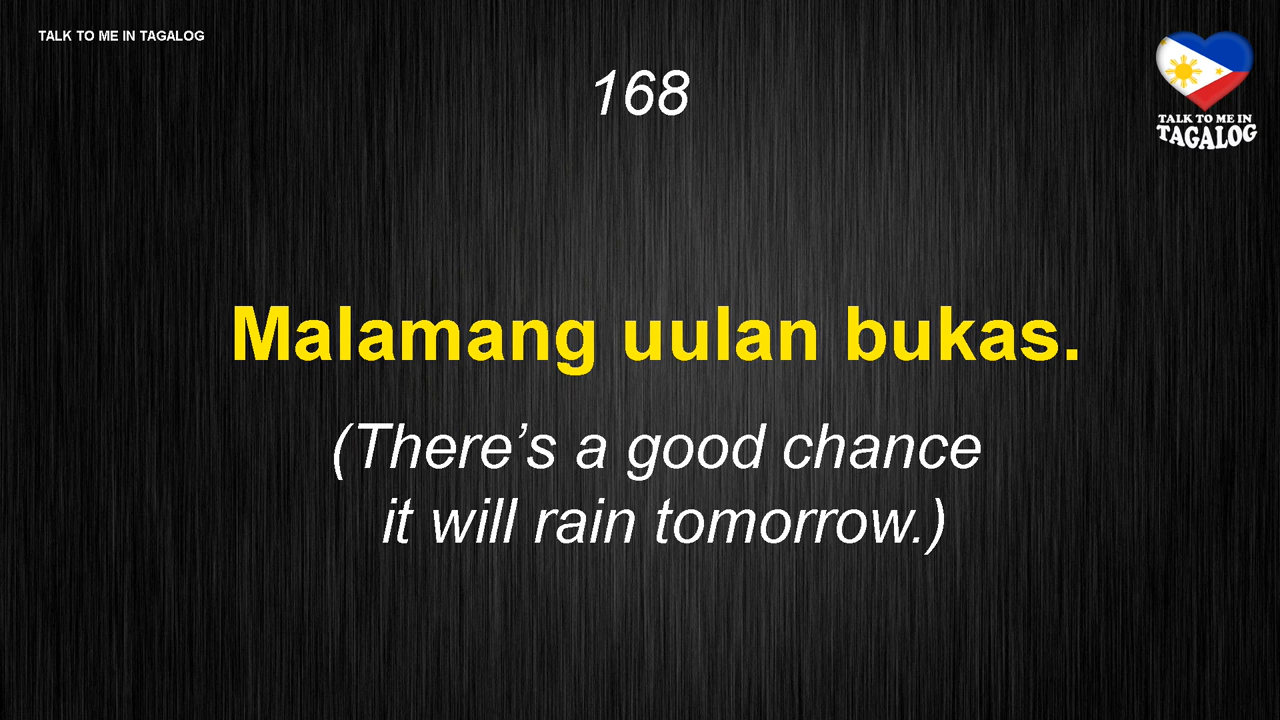 TALK TO ME IN TAGALOG
168
TALK TO ME IN
TAGALOG
Malamang uulan bukas.
(There’s a good chance
it will rain tomorrow.)